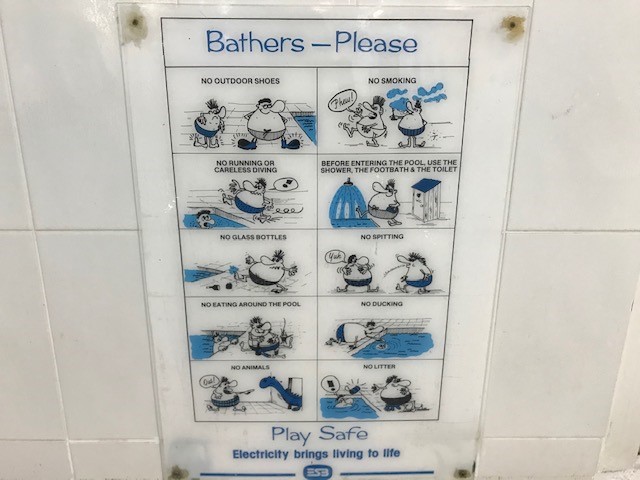 Bathers – Please
NO OUTDOOR SHOES
NO SMOKING
Phew!
NO RUNNING OR
CARELESS DIVING
BEFORE ENTERING THE POOL, USE THE
SHOWER, THE FOOTBATH & THE TOILET
NO GLASS BOTTLES
NO SPITTING
Yuk
NO EATING AROUND THE POOL
NO DUCKING
NO ANIMALS
NO LITTER
Play Safe
Electricity brings living to life
ESB